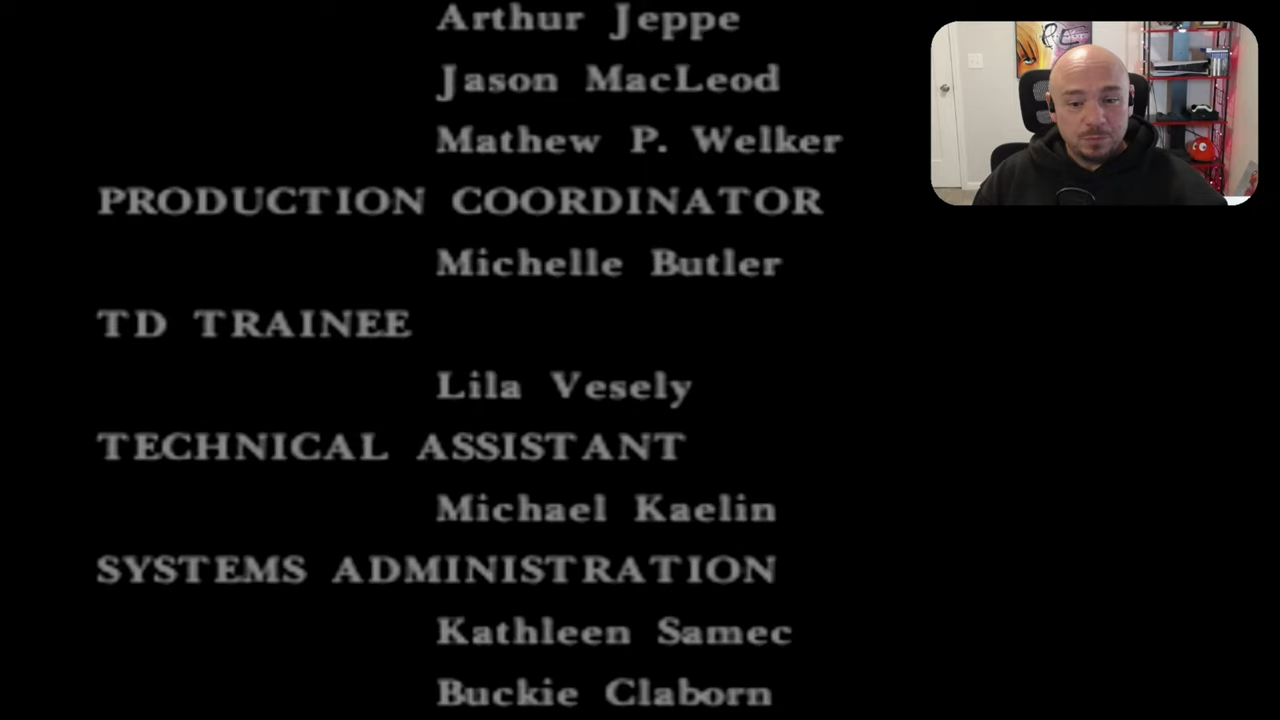 Arthur Jeppe
Jason MacLeod
Mathew P. Welker
PRODUCTION COORDINATOR
Michelle Butler
TD TRAINEE
Lila Vesely
TECHNICAL ASSISTANT
Michael Kaelin
SYSTEMS ADMINISTRATION
Kathleen Samec
Buckie Claborn